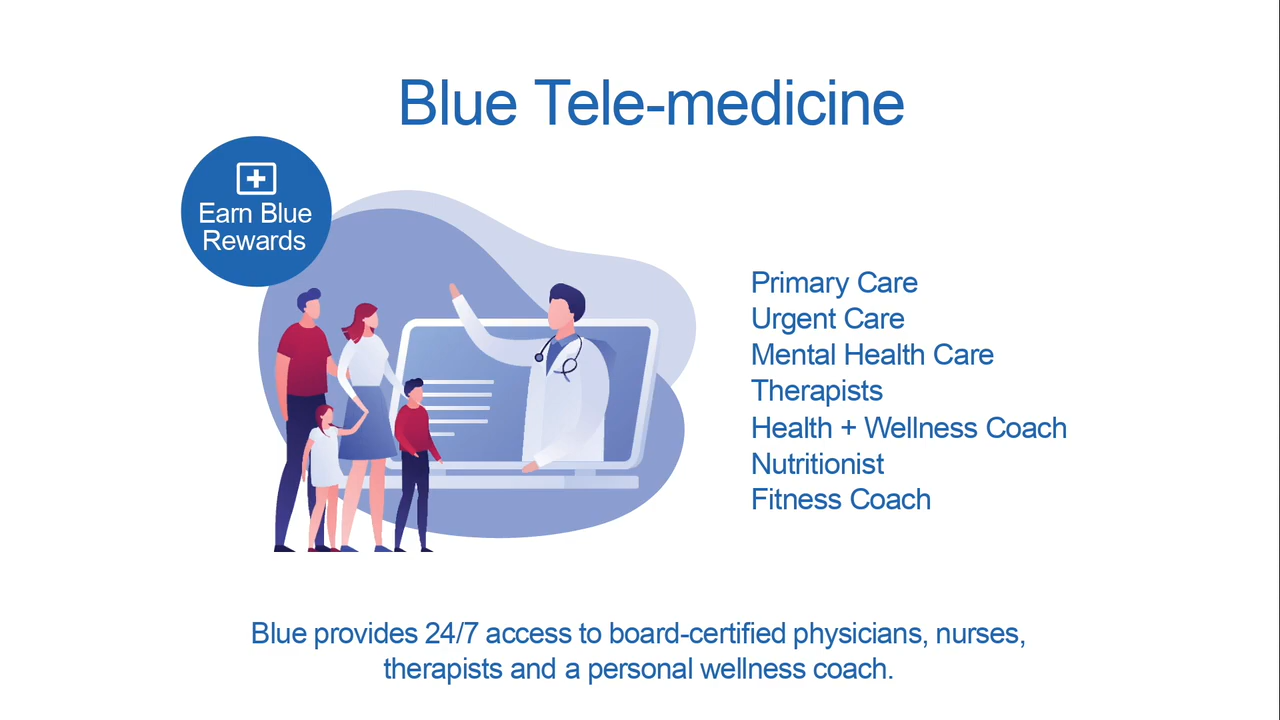 Blue Tele-medicine
Earn Blue
Rewards
Primary Care
Urgent Care
Mental Health Care
Therapists
Health + Wellness Coach
Nutritionist
Fitness Coach
Blue provides 24/7 access to board-certified physicians, nurses,
therapists and a personal wellness coach.